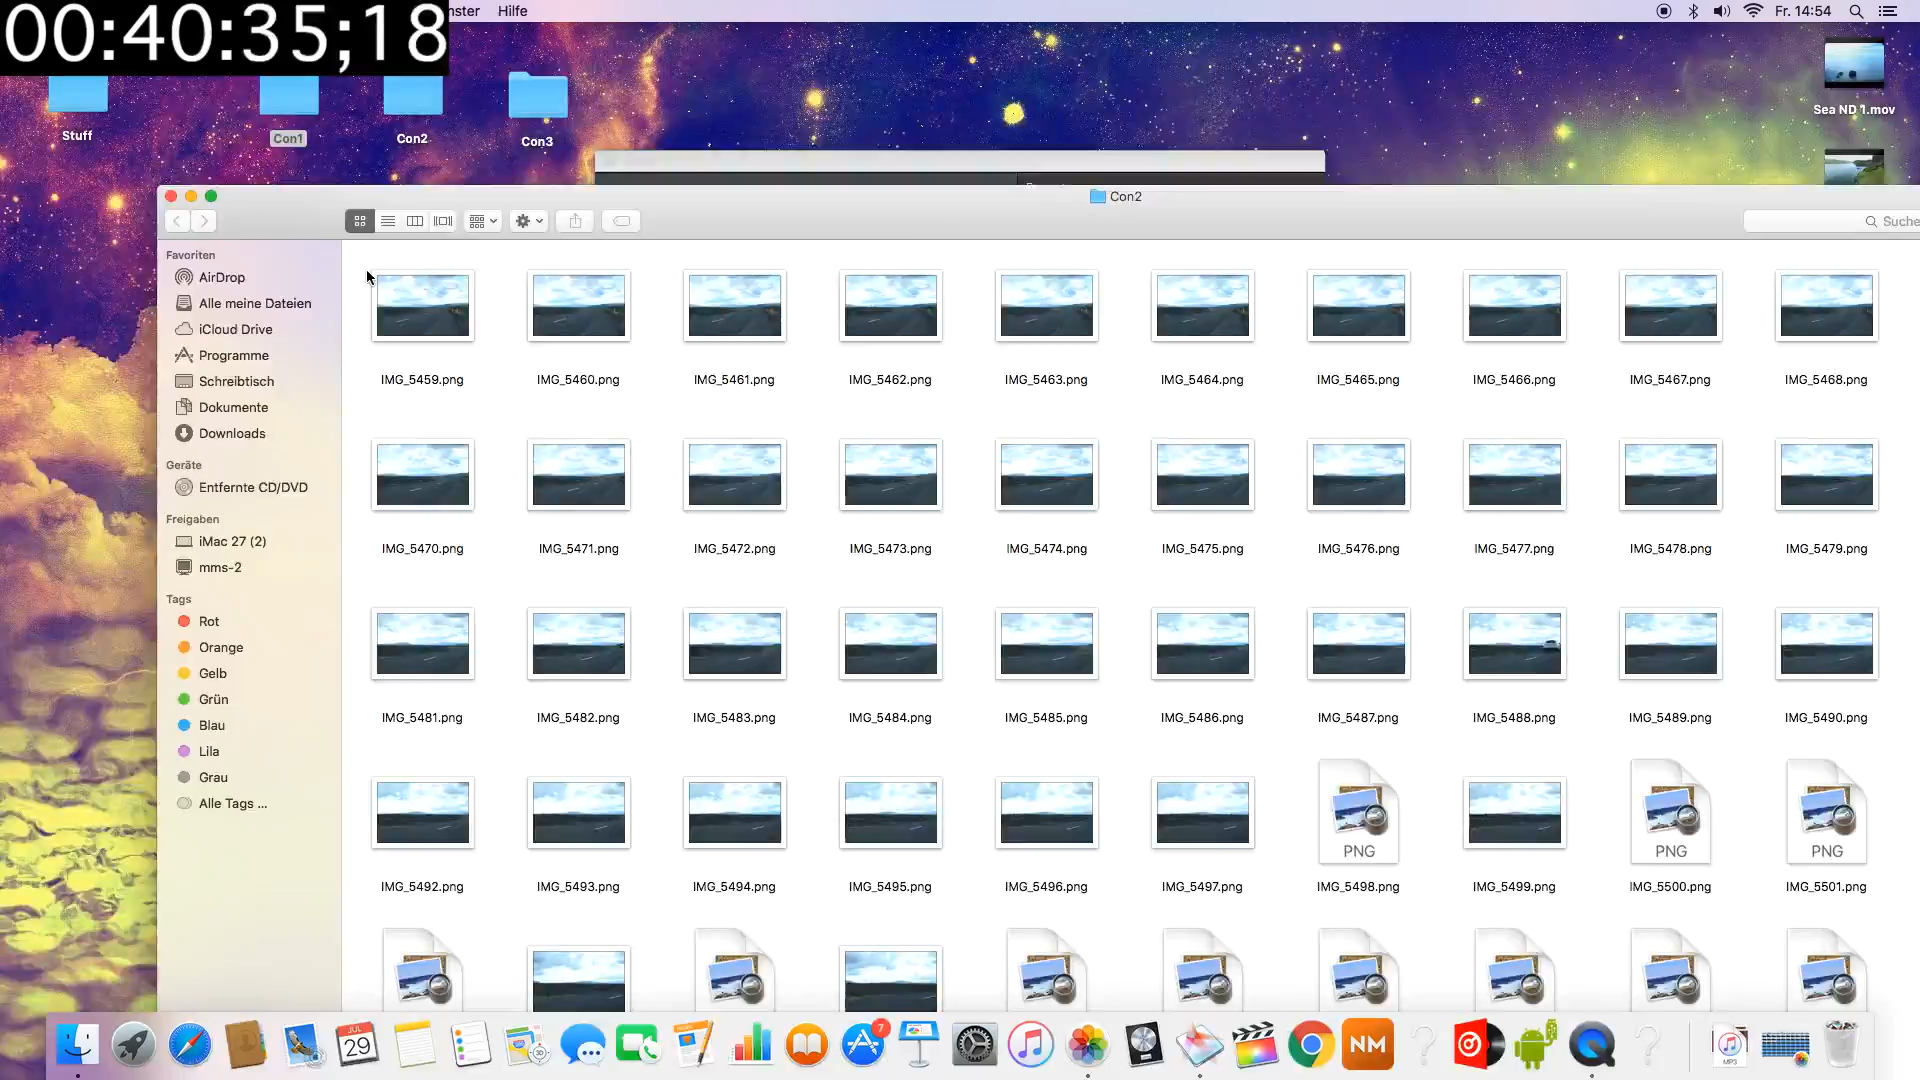 00:40:35;18
nster Hilfe
Fr. 14:54
Stuff
Con1
Con2
Con3
Sea ND 1.mov
Con2
Suche
Favoriten
AirDrop
Alle meine Dateien
iCloud Drive
Programme
Schreibtisch
Dokumente
Downloads
Geräte
Entfernte CD/DVD
Freigaben
iMac 27 (2)
mms-2
Tags
Rot
Orange
Gelb
Grün
Blau
Lila
Grau
Alle Tags ...
IMG_5459.png IMG_5460.png IMG_5461.png IMG_5462.png IMG_5463.png IMG_5464.png IMG_5465.png IMG_5466.png IMG_5467.png IMG_5468.png
IMG_5470.png IMG_5471.png IMG_5472.png IMG_5473.png IMG_5474.png IMG_5475.png IMG_5476.png IMG_5477.png IMG_5478.png IMG_5479.png
IMG_5481.png IMG_5482.png IMG_5483.png IMG_5484.png IMG_5485.png IMG_5486.png IMG_5487.png IMG_5488.png IMG_5489.png IMG_5490.png
PNG PNG PNG
IMG_5492.png IMG_5493.png IMG_5494.png IMG_5495.png IMG_5496.png IMG_5497.png IMG_5498.png IMG_5499.png IMG_5500.png IMG_5501.png
JUL
29
3D
7
NM
MP3